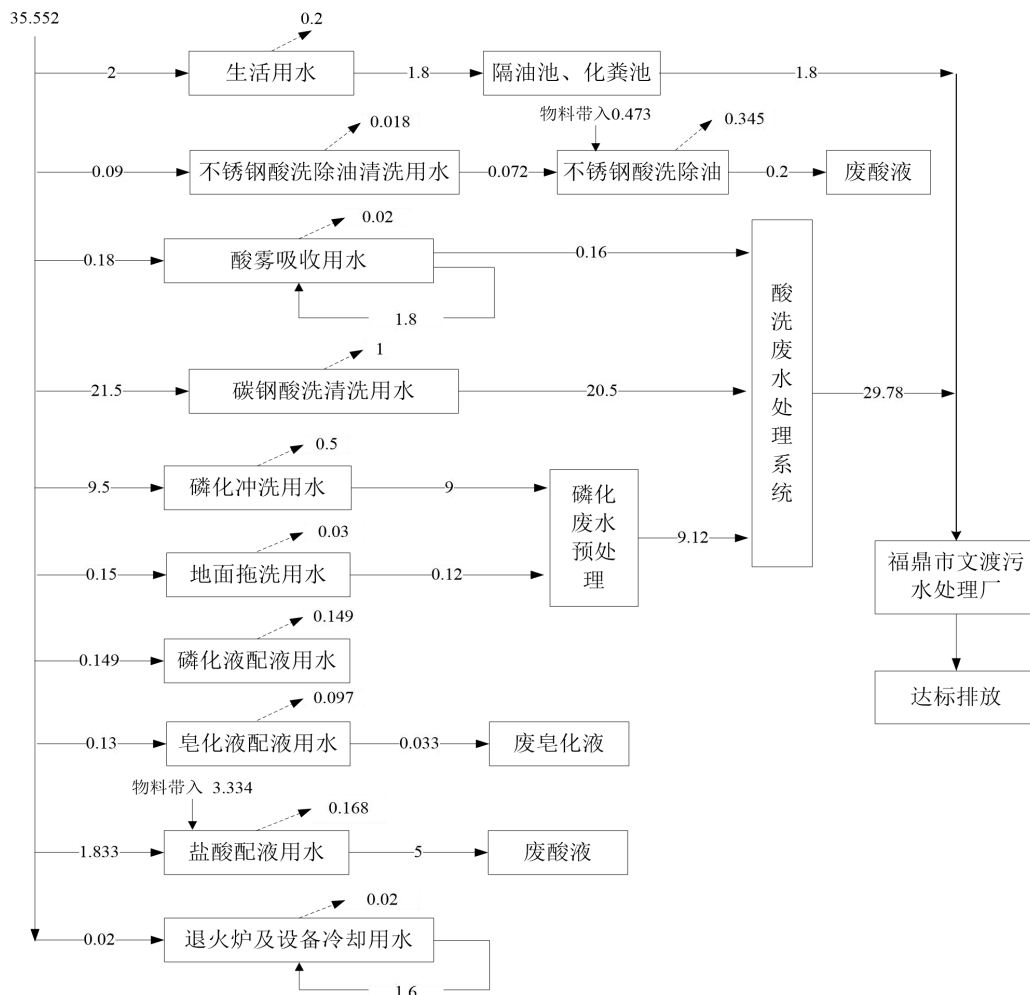 35.552
0.2
2
生活用水
1.8
隔油池、化粪池
1.8
0.018
物料带入0.473
0.345
0.09
不锈钢酸洗除油清洗用水
0.072
不锈钢酸洗除油
0.2
废酸液
0.02
0.18
酸雾吸收用水
0.16
1.8
酸洗废水处理系统
1
21.5
碳钢酸洗清洗用水
20.5
29.78
0.5
9.5
磷化冲洗用水
9
磷化
废水
预处
理
9.12
0.03
0.15
地面拖洗用水
0.12
福鼎市文渡污
水处理厂
0.149
0.149
磷化液配液用水
达标排放
0.097
0.13
皂化液配液用水
0.033
废皂化液
物料带入 3.334
0.168
1.833
盐酸配液用水
5
废酸液
0.02
0.02
退火炉及设备冷却用水
1.6